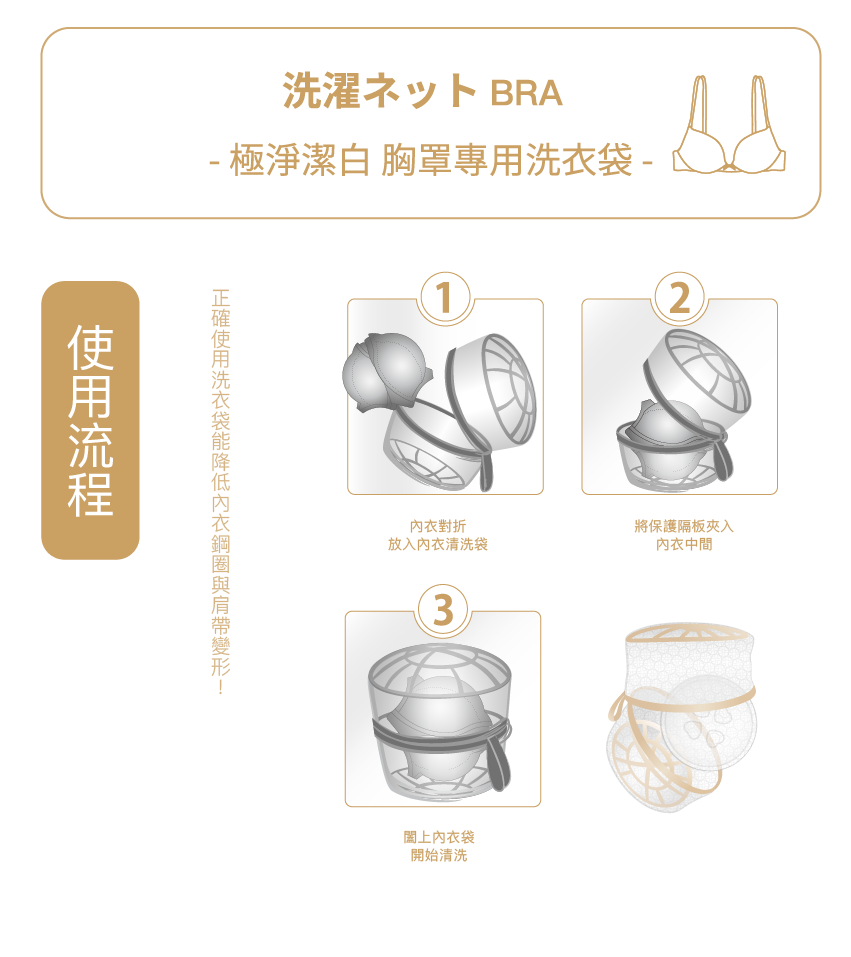 洗濯ネット BRA
- 極淨潔白 胸罩專用洗衣袋 -
使用流程
正確使用洗衣袋能降低內衣鋼圈與肩帶變形！
1
內衣對折
放入內衣清洗袋
2
將保護隔板夾入
內衣中間
3
闔上內衣袋
開始清洗